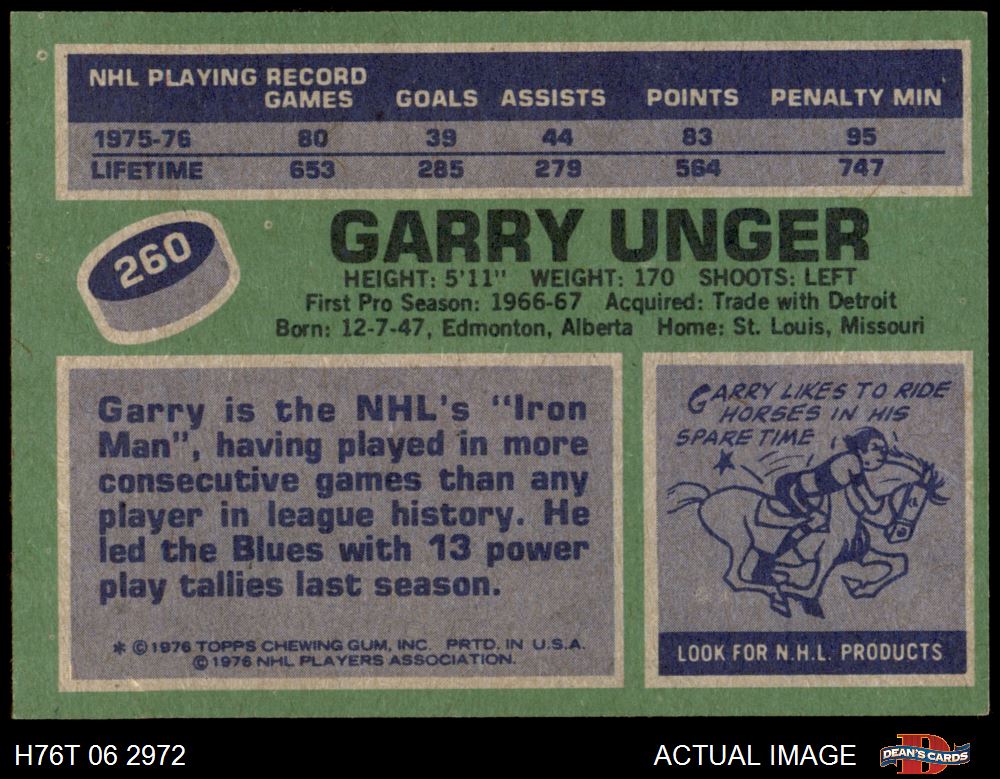 NHL PLAYING RECORD
GAMES GOALS ASSISTS POINTS PENALTY MIN
1975-76 80 39 44 83 95
LIFETIME 653 285 279 564 747
260
GARRY UNGER
HEIGHT: 5'11" WEIGHT: 170 SHOOTS: LEFT
First Pro Season: 1966-67 Acquired: Trade with Detroit
Born: 12-7-47, Edmonton, Alberta Home: St. Louis, Missouri
Garry is the NHL's "Iron
Man", having played in more
consecutive games than any
player in league history. He
led the Blues with 13 power
play tallies last season.
* © 1976 TOPPS CHEWING GUM, INC. PRTD. IN U.S.A.
© 1976 NHL PLAYERS ASSOCIATION.
GARRY LIKES TO RIDE
HORSES IN HIS
SPARE TIME
LOOK FOR N.H.L. PRODUCTS
H76T 06 2972 ACTUAL IMAGE
D
DEAN'S CARDS